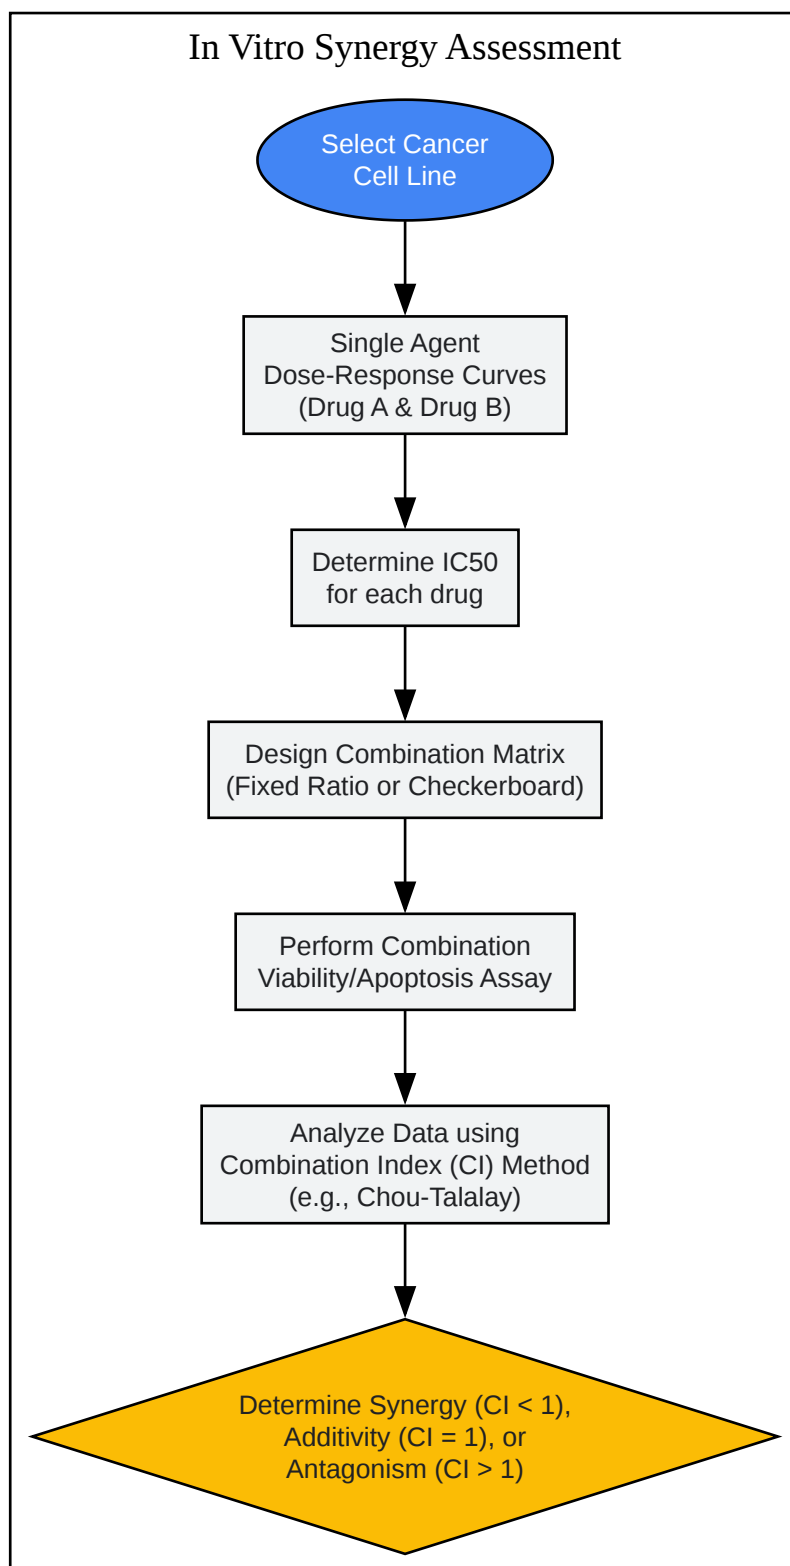 In Vitro Synergy Assessment
Select Cancer
Cell Line
Single Agent
Dose-Response Curves
(Drug A & Drug B)
Determine IC50
for each drug
Design Combination Matrix
(Fixed Ratio or Checkerboard)
Perform Combination
Viability/Apoptosis Assay
Analyze Data using
Combination Index (CI) Method
(e.g., Chou-Talalay)
Determine Synergy (CI < 1),
Additivity (CI = 1), or
Antagonism (CI > 1)